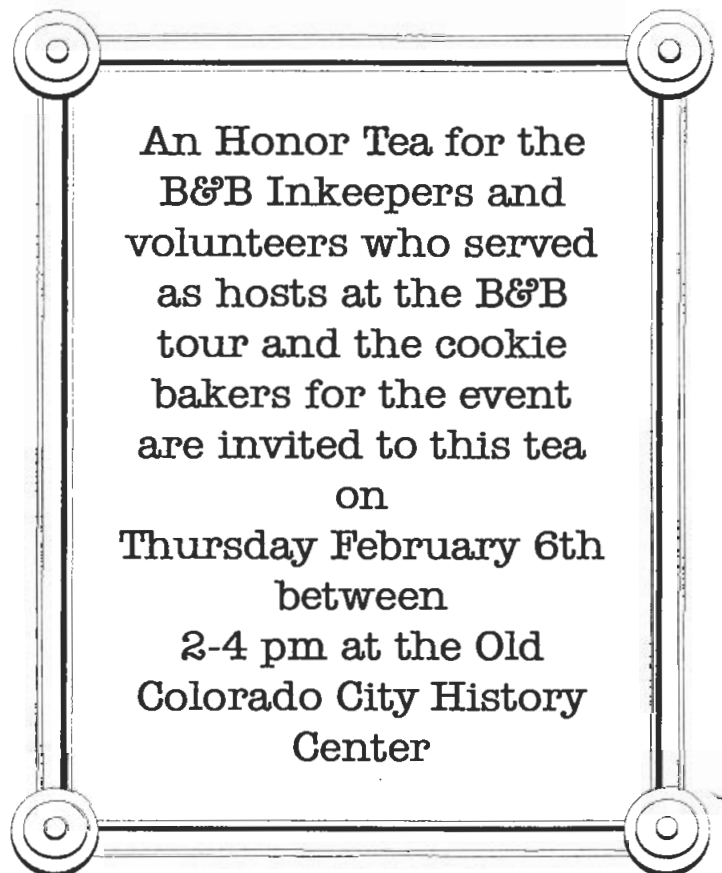 An Honor Tea for the
B&B Inkeepers and
volunteers who served
as hosts at the B&B
tour and the cookie
bakers for the event
are invited to this tea
on
Thursday February 6th
between
2-4 pm at the Old
Colorado City History
Center